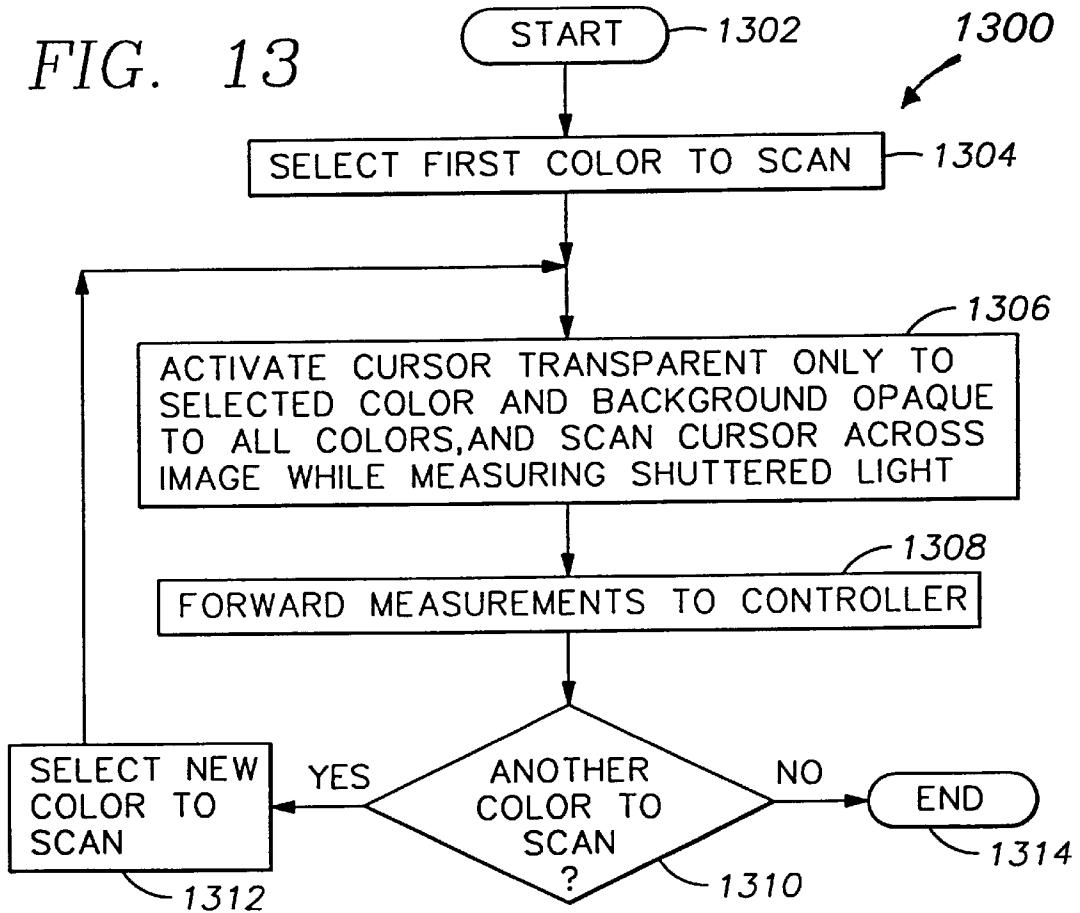 FIG. 13
START
1302
1300
SELECT FIRST COLOR TO SCAN
1304
1306
ACTIVATE CURSOR TRANSPARENT ONLY TO
SELECTED COLOR AND BACKGROUND OPAQUE
TO ALL COLORS,AND SCAN CURSOR ACROSS
IMAGE WHILE MEASURING SHUTTERED LIGHT
1308
FORWARD MEASUREMENTS TO CONTROLLER
SELECT NEW
COLOR TO
SCAN
1312
YES
ANOTHER
COLOR TO
SCAN
?
1310
NO
END
1314